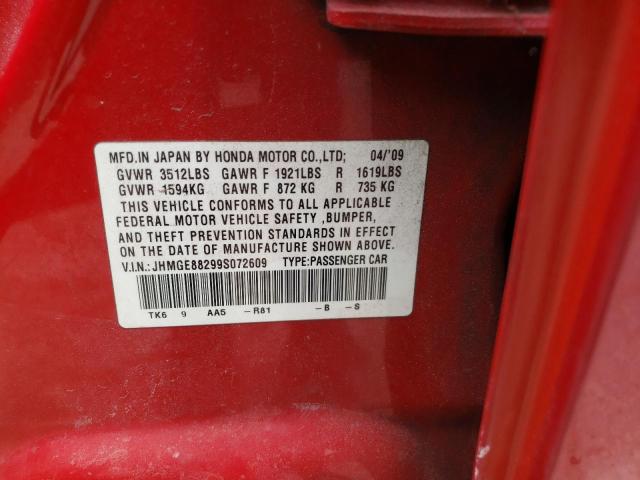 MFD.IN JAPAN BY HONDA MOTOR CO.,LTD; 04/'09
GVWR 3512LBS GAWR F 1921LBS R 1619LBS
GVWR 1594KG GAWR F 872 KG R 735 KG
THIS VEHICLE CONFORMS TO ALL APPLICABLE
FEDERAL MOTOR VEHICLE SAFETY ,BUMPER,
AND THEFT PREVENTION STANDARDS IN EFFECT
ON THE DATE OF MANUFACTURE SHOWN ABOVE.
V.I.N.:JHMGE88299S072609 TYPE:PASSENGER CAR
TK6 9 AA5 -R81 -B -S